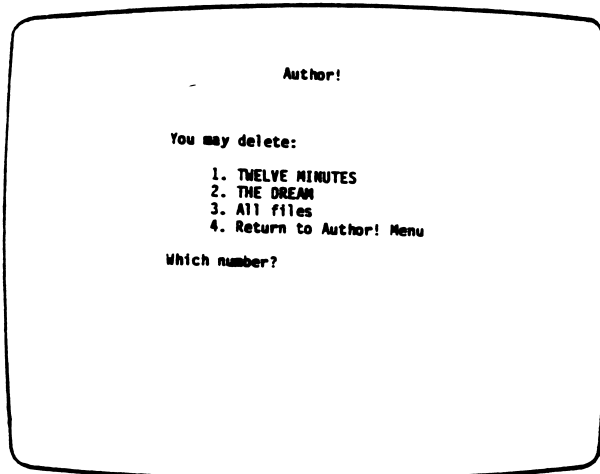 Author!
You may delete:
1. TWELVE MINUTES
2. THE DREAM
3. All files
4. Return to Author! Menu
Which number?